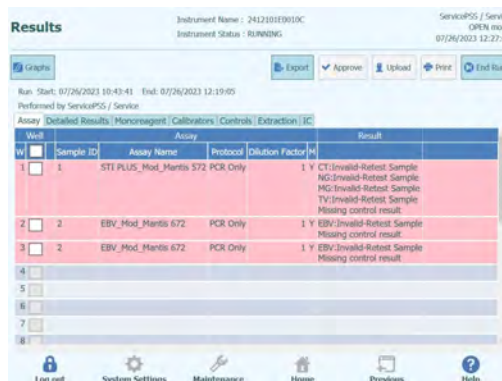 Results
Instrument Name : 2412101E0010C
Instrument Status : RUNNING
ServicePSS / Service
OPEN mo
07/26/2023 12:27:
Graphs
Export
Approve
Upload
Print
End Run
Run Start: 07/26/2023 10:43:41 End: 07/26/2023 12:19:05
Performed by ServicePSS / Service
Assay Detailed Results Monoreagent Calibrators Controls Extraction IC
Well Assay Result
W Sample ID Assay Name Protocol Dilution Factor M
1 1 STI PLUS_Mod_Mantis 572 PCR Only 1 Y CT:Invalid-Retest Sample
NG:Invalid-Retest Sample
MG:Invalid-Retest Sample
TV:Invalid-Retest Sample
Missing control result
2 2 EBV_Mod_Mantis 672 PCR Only 1 Y EBV:Invalid-Retest Sample
Missing control result
3 2 EBV_Mod_Mantis 672 PCR Only 1 Y EBV:Invalid-Retest Sample
Missing control result
4
5
6
7
8
Log out
System Settings
Maintenance
Home
Previous
Help